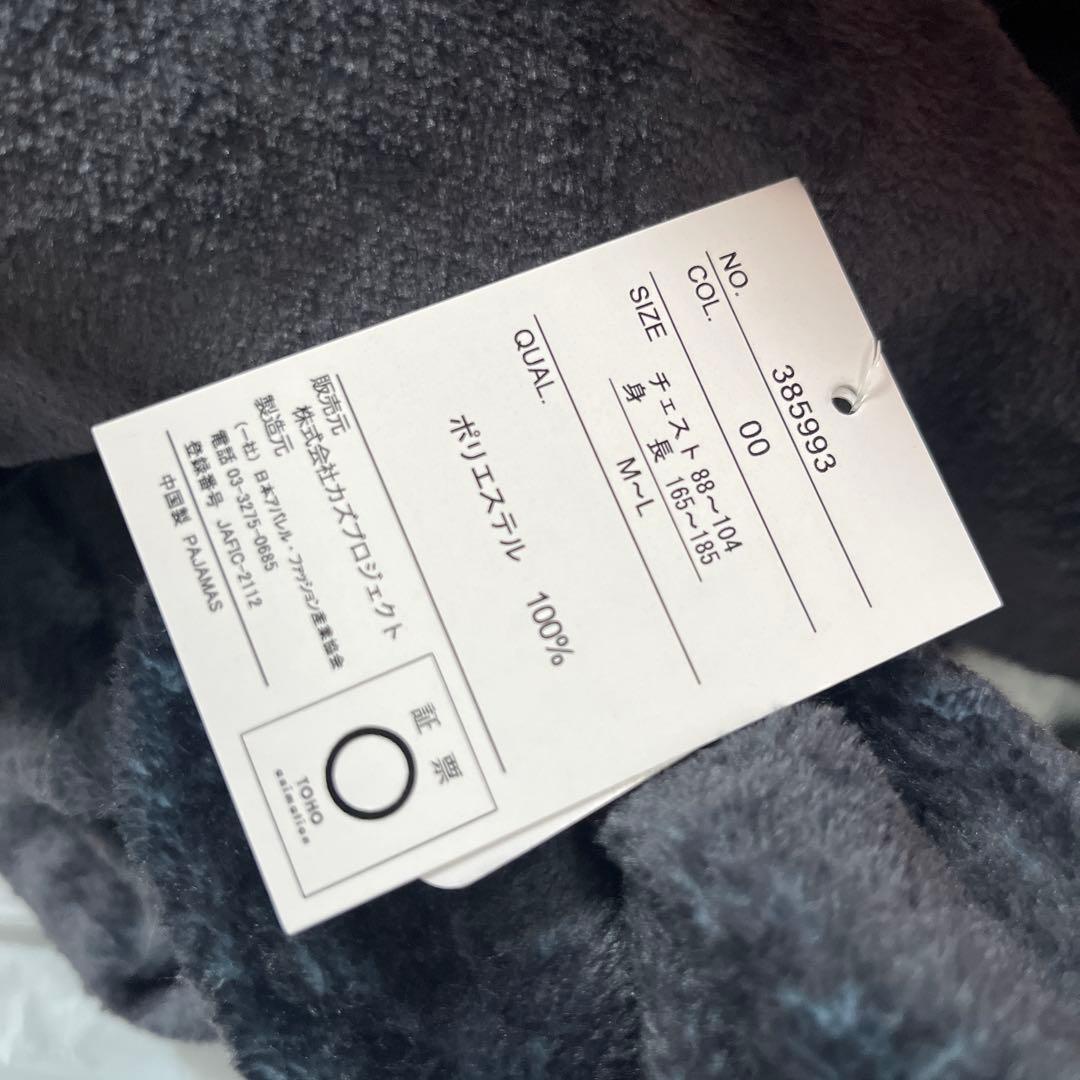 NO. 385993
COL. 00
SIZE チェスト 88〜104
身長 165〜185
M〜L
QUAL.
ポリエステル 100%
販売元
株式会社カズプロジェクト
製造元
(一社) 日本アパレル・ファッション産業協会
電話 03-3275-0685
登録番号 JAFIC-2112
中国製 PAJAMAS
証票
TOHO
animation